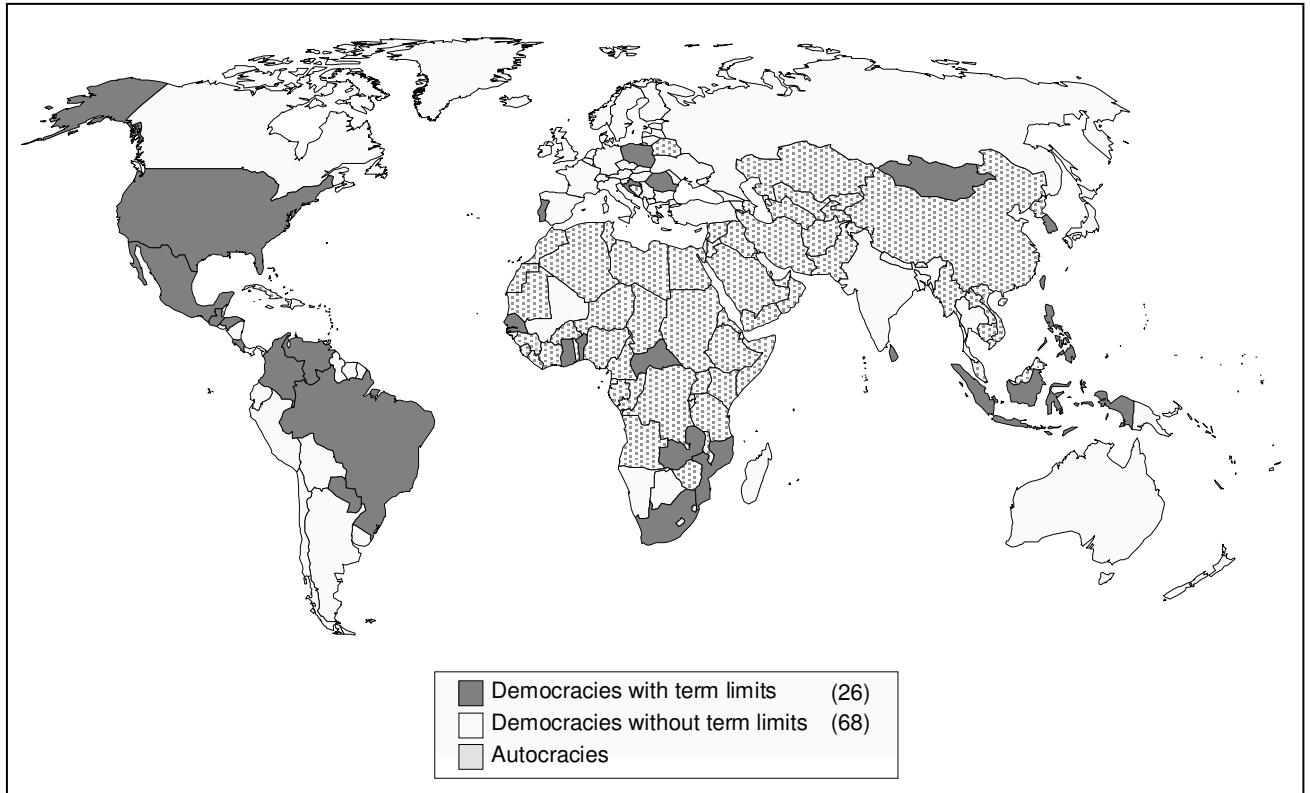 Democracies with term limits (26)
Democracies without term limits (68)
Autocracies